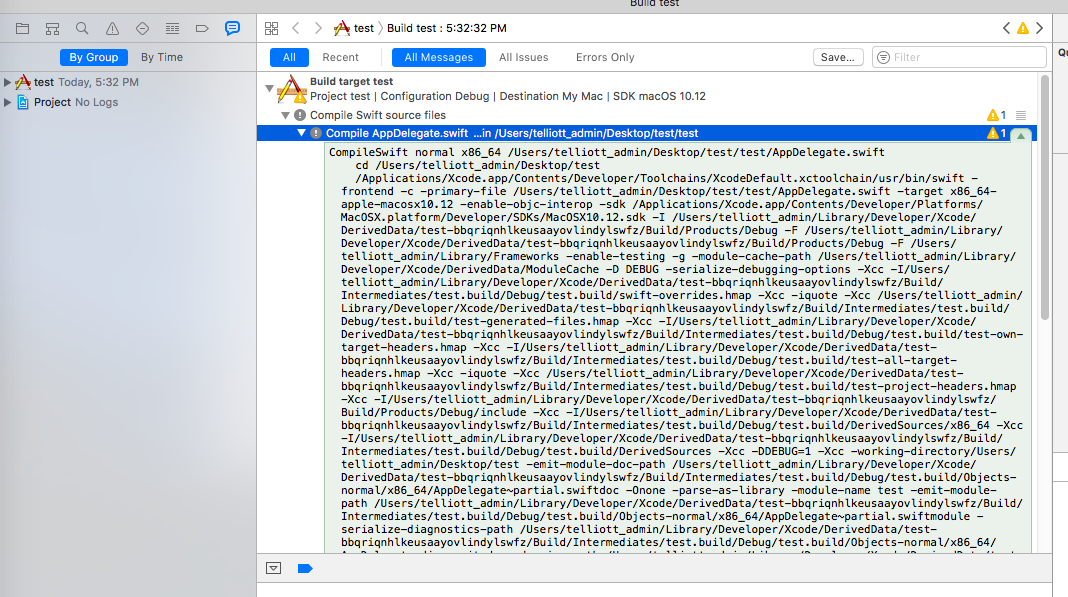 Build test
test
Build test : 5:32:32 PM
By Group
By Time
All
Recent
All Messages
All Issues
Errors Only
Save...
Filter
Qu
test Today, 5:32 PM
Project No Logs
Build target test
Project test | Configuration Debug | Destination My Mac | SDK macOS 10.12
Compile Swift source files
1
Compile AppDelegate.swift ...in /Users/telliott_admin/Desktop/test/test
1
CompileSwift normal x86_64 /Users/telliott_admin/Desktop/test/test/AppDelegate.swift
cd /Users/telliott_admin/Desktop/test
/Applications/Xcode.app/Contents/Developer/Toolchains/XcodeDefault.xctoolchain/usr/bin/swift -
frontend -c -primary-file /Users/telliott_admin/Desktop/test/test/AppDelegate.swift -target x86_64-
apple-macosx10.12 -enable-objc-interop -sdk /Applications/Xcode.app/Contents/Developer/Platforms/
MacOSX.platform/Developer/SDKs/MacOSX10.12.sdk -I /Users/telliott_admin/Library/Developer/Xcode/
DerivedData/test-bbqriqnhlkeusaayovlindylswfz/Build/Products/Debug -F /Users/telliott_admin/Library/
Developer/Xcode/DerivedData/test-bbqriqnhlkeusaayovlindylswfz/Build/Products/Debug -F /Users/
telliott_admin/Library/Frameworks -enable-testing -g -module-cache-path /Users/telliott_admin/Library/
Developer/Xcode/DerivedData/ModuleCache -D DEBUG -serialize-debugging-options -Xcc -I/Users/
telliott_admin/Library/Developer/Xcode/DerivedData/test-bbqriqnhlkeusaayovlindylswfz/Build/
Intermediates/test.build/Debug/test.build/swift-overrides.hmap -Xcc -iquote -Xcc /Users/telliott_admin/
Library/Developer/Xcode/DerivedData/test-bbqriqnhlkeusaayovlindylswfz/Build/Intermediates/test.build/
Debug/test.build/test-generated-files.hmap -Xcc -I/Users/telliott_admin/Library/Developer/Xcode/
DerivedData/test-bbqriqnhlkeusaayovlindylswfz/Build/Intermediates/test.build/Debug/test.build/test-own-
target-headers.hmap -Xcc -I/Users/telliott_admin/Library/Developer/Xcode/DerivedData/test-
bbqriqnhlkeusaayovlindylswfz/Build/Intermediates/test.build/Debug/test.build/test-all-target-
headers.hmap -Xcc -iquote -Xcc /Users/telliott_admin/Library/Developer/Xcode/DerivedData/test-
bbqriqnhlkeusaayovlindylswfz/Build/Intermediates/test.build/Debug/test.build/test-project-headers.hmap
-Xcc -I/Users/telliott_admin/Library/Developer/Xcode/DerivedData/test-bbqriqnhlkeusaayovlindylswfz/
Build/Products/Debug/include -Xcc -I/Users/telliott_admin/Library/Developer/Xcode/DerivedData/test-
bbqriqnhlkeusaayovlindylswfz/Build/Intermediates/test.build/Debug/test.build/DerivedSources/x86_64 -Xcc
-I/Users/telliott_admin/Library/Developer/Xcode/DerivedData/test-bbqriqnhlkeusaayovlindylswfz/Build/
Intermediates/test.build/Debug/test.build/DerivedSources -Xcc -DDEBUG=1 -Xcc -working-directory/Users/
telliott_admin/Desktop/test -emit-module-doc-path /Users/telliott_admin/Library/Developer/Xcode/
DerivedData/test-bbqriqnhlkeusaayovlindylswfz/Build/Intermediates/test.build/Debug/test.build/Objects-
normal/x86_64/AppDelegate~partial.swiftdoc -Onone -parse-as-library -module-name test -emit-module-
path /Users/telliott_admin/Library/Developer/Xcode/DerivedData/test-bbqriqnhlkeusaayovlindylswfz/Build/
Intermediates/test.build/Debug/test.build/Objects-normal/x86_64/AppDelegate~partial.swiftmodule -
serialize-diagnostics-path /Users/telliott_admin/Library/Developer/Xcode/DerivedData/test-
bbqriqnhlkeusaayovlindylswfz/Build/Intermediates/test.build/Debug/test.build/Objects-normal/x86_64/